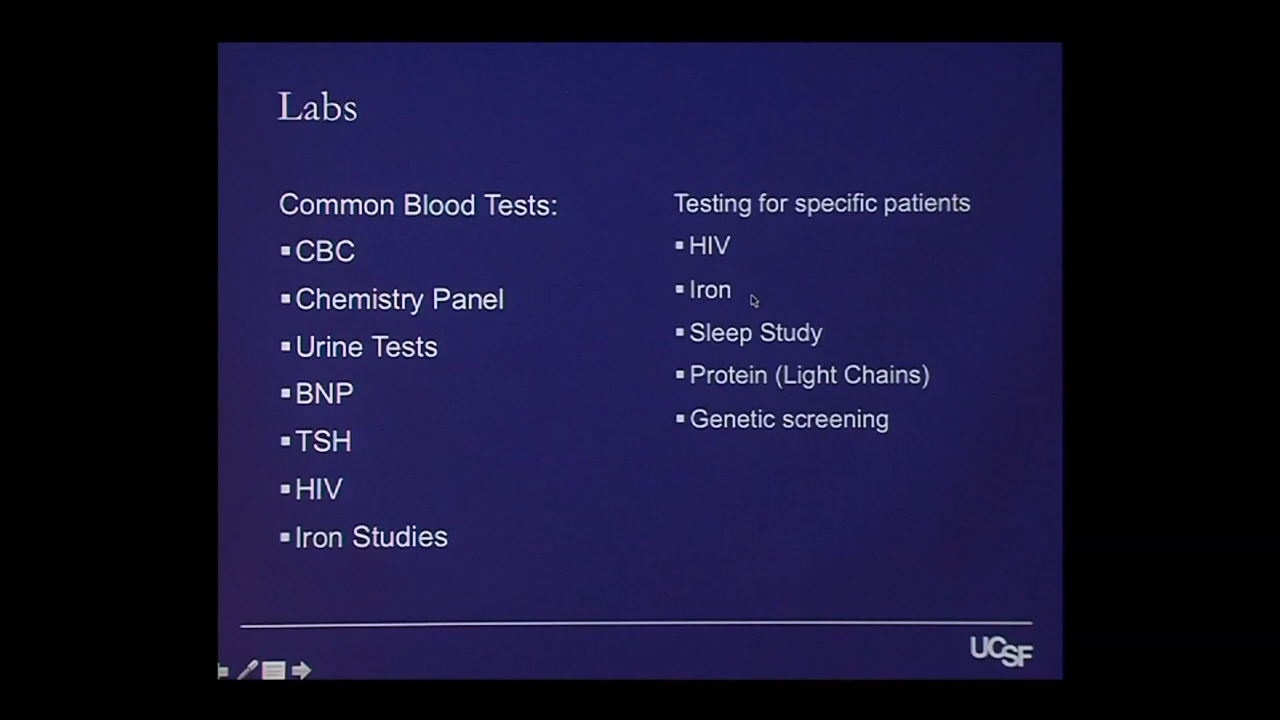 Labs
Common Blood Tests:
▪CBC
▪Chemistry Panel
▪Urine Tests
▪BNP
▪TSH
▪HIV
▪Iron Studies
Testing for specific patients
▪HIV
▪Iron
▪Sleep Study
▪Protein (Light Chains)
▪Genetic screening
UCSF